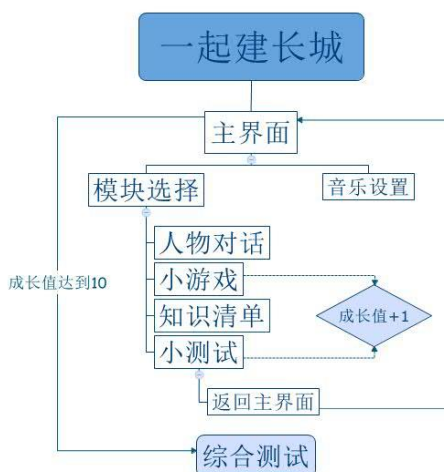 一起建长城
主界面
模块选择
音乐设置
人物对话
小游戏
成长值达到10
知识清单
成长值+1
小测试
返回主界面
综合测试